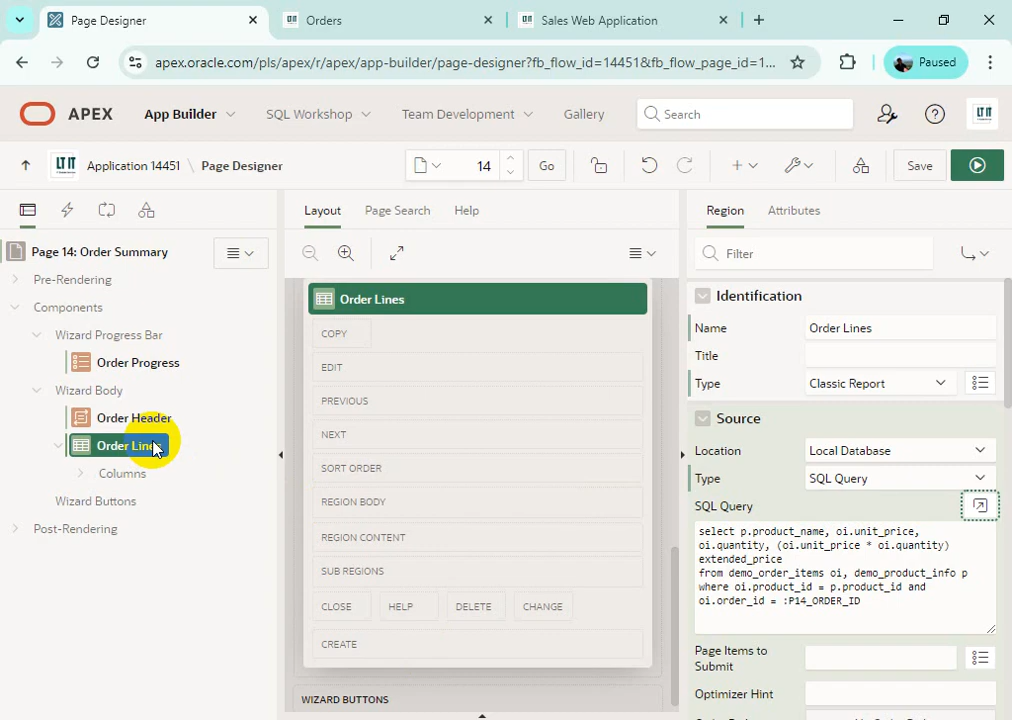 Page Designer
Orders
Sales Web Application
apex.oracle.com/pls/apex/r/apex/app-builder/page-designer?fb_flow_id=14451&fb_flow_page_id=1...
Paused
APEX
App Builder
SQL Workshop
Team Development
Gallery
Search
LT IT
LT IT
Application 14451
\ Page Designer
14
Go
Save
Layout
Page Search
Help
Region
Attributes
Page 14: Order Summary
Pre-Rendering
Components
Wizard Progress Bar
Order Progress
Wizard Body
Order Header
Order Lines
Columns
Wizard Buttons
Post-Rendering
Order Lines
COPY
EDIT
PREVIOUS
NEXT
SORT ORDER
REGION BODY
REGION CONTENT
SUB REGIONS
CLOSE
HELP
DELETE
CHANGE
CREATE
WIZARD BUTTONS
Filter
Identification
Name
Order Lines
Title
Type
Classic Report
Source
Location
Local Database
Type
SQL Query
SQL Query
select p.product_name, oi.unit_price,
oi.quantity, (oi.unit_price * oi.quantity)
extended_price
from demo_order_items oi, demo_product_info p
where oi.product_id = p.product_id and
oi.order_id = :P14_ORDER_ID
Page Items to
Submit
Optimizer Hint